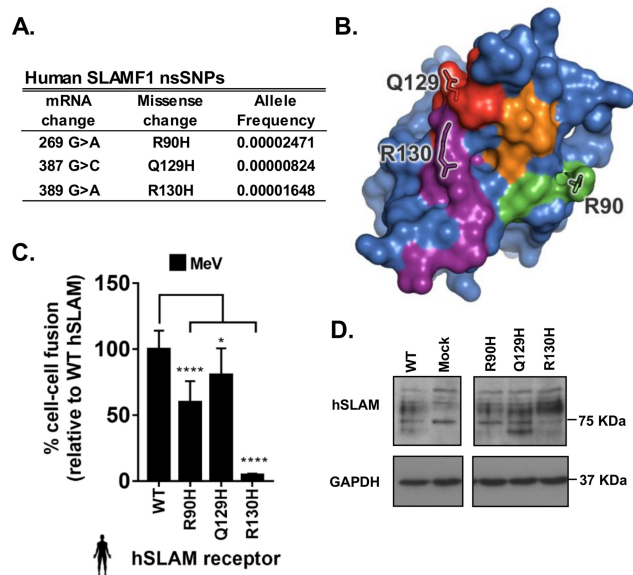 A.
Human SLAMF1 nsSNPs
mRNA change Missense change Allele Frequency
269 G>A R90H 0.00002471
387 G>C Q129H 0.00000824
389 G>A R130H 0.00001648
B.
Q129
R130
R90
C.
MeV
% cell-cell fusion
(relative to WT hSLAM)
150
100
50
0
**** * ****
WT R90H Q129H R130H
hSLAM receptor
D.
WT Mock R90H Q129H R130H
hSLAM
75 KDa
GAPDH
37 KDa